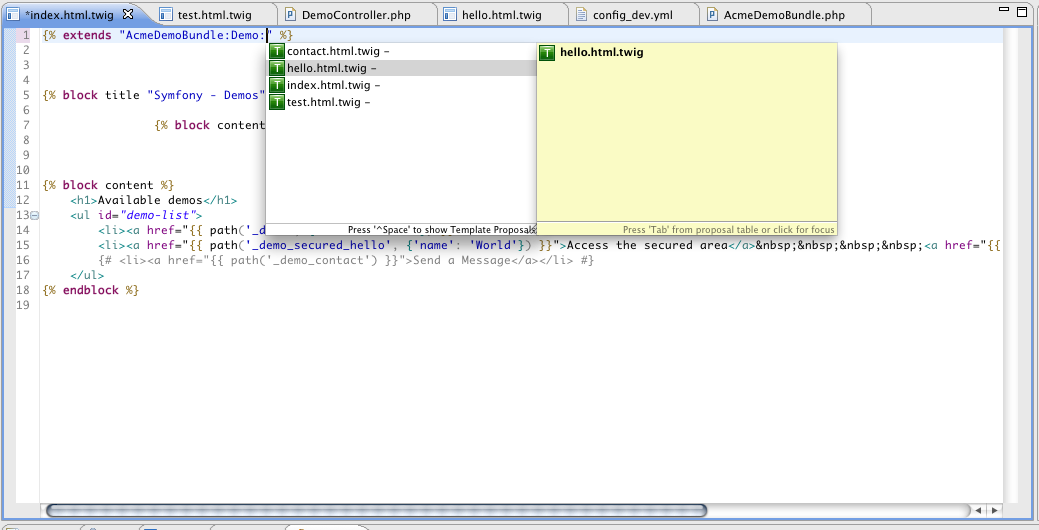 *index.html.twig
test.html.twig
DemoController.php
hello.html.twig
config_dev.yml
AcmeDemoBundle.php
1 {% extends "AcmeDemoBundle:Demo:" %}
2
3
4
5 {% block title "Symfony - Demos"
6
7 {% block content
8
9
10
11 {% block content %}
12 <h1>Available demos</h1>
13 <ul id="demo-list">
14 <li><a href="{{ path('_d
15 <li><a href="{{ path('_demo_secured_hello', {'name': 'World'}) }}">Access the secured area</a>&nbsp;&nbsp;&nbsp;&nbsp;<a href="{{
16 {# <li><a href="{{ path('_demo_contact') }}">Send a Message</a></li> #}
17 </ul>
18 {% endblock %}
19
contact.html.twig –
hello.html.twig –
index.html.twig –
test.html.twig –
Press '^Space' to show Template Proposals
hello.html.twig
Press 'Tab' from proposal table or click for focus